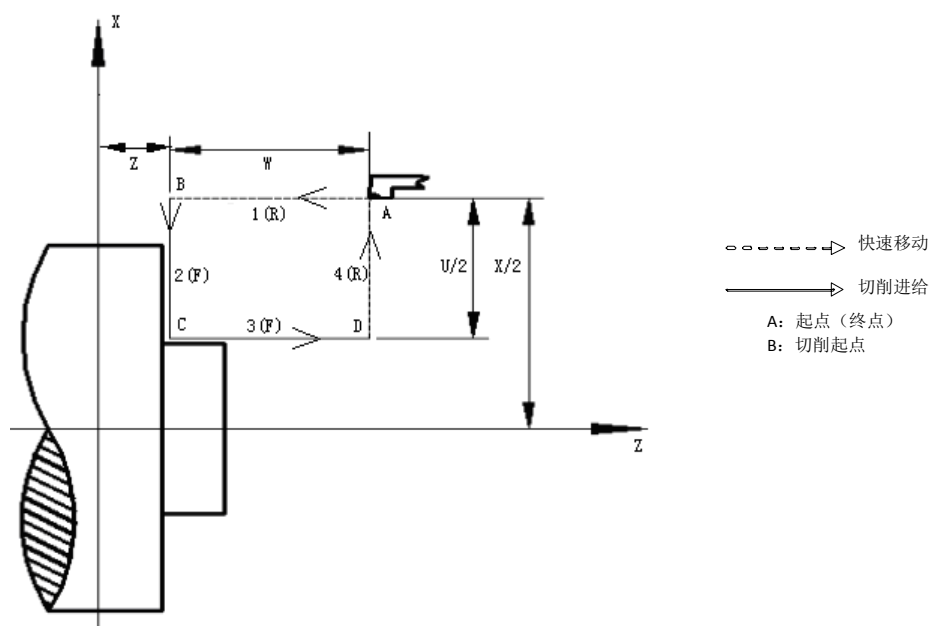 X
Z
W
B
A
1(R)
2(F)
4(R)
U/2
X/2
C
3(F)
D
Z
快速移动
切削进给
A：起点（终点）
B：切削起点